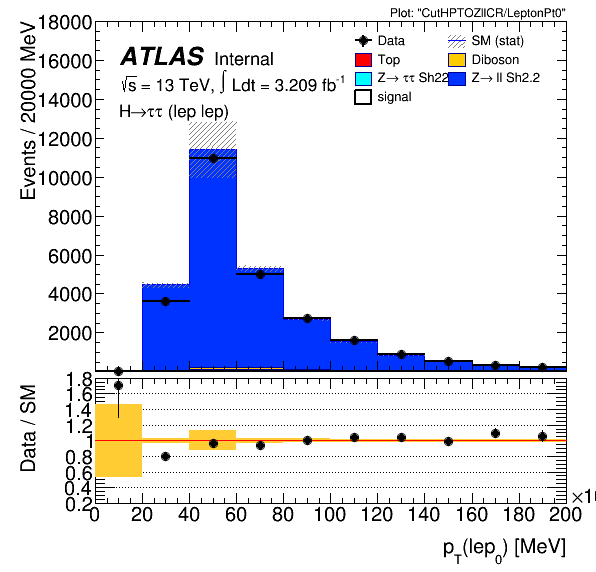 Plot: "CutHPTOZllCR/LeptonPt0"
ATLAS Internal
√s = 13 TeV, ∫ Ldt = 3.209 fb⁻¹
H→ττ (lep lep)
Data
SM (stat)
Top
Diboson
Z→ ττ Sh22
Z→ ll Sh2.2
signal
Events / 20000 MeV
18000
16000
14000
12000
10000
8000
6000
4000
2000
Data / SM
1.8
1.6
1.4
1.2
1
0.8
0.6
0.4
0.2
0 20 40 60 80 100 120 140 160 180 200
p_T(lep_0) [MeV]